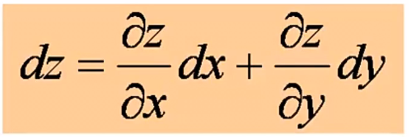 dz = ∂z/∂x dx + ∂z/∂y dy